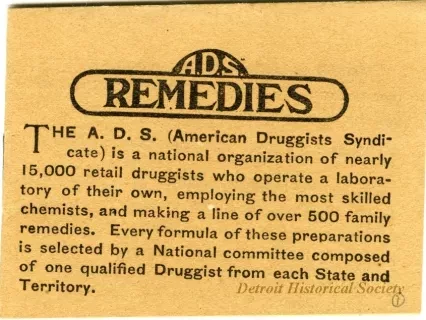 A.D.S.
REMEDIES
THE A. D. S. (American Druggists Syndi-
cate) is a national organization of nearly
15,000 retail druggists who operate a labora-
tory of their own, employing the most skilled
chemists, and making a line of over 500 family
remedies. Every formula of these preparations
is selected by a National committee composed
of one qualified Druggist from each State and
Territory.
Detroit Historical Society
1